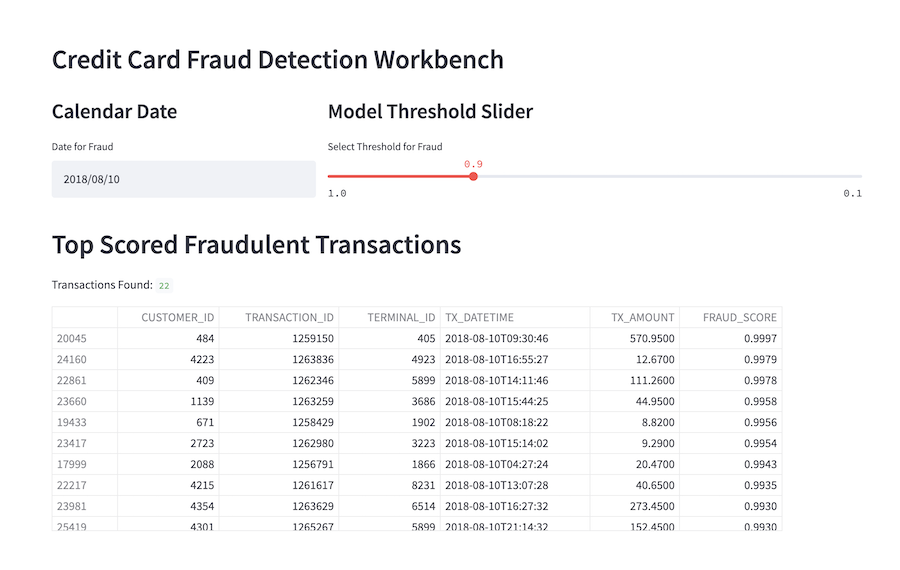 Credit Card Fraud Detection Workbench
Calendar Date Model Threshold Slider
Date for Fraud Select Threshold for Fraud
0.9
2018/08/10
1.0 0.1
Top Scored Fraudulent Transactions
Transactions Found: 22
CUSTOMER_ID TRANSACTION_ID TERMINAL_ID TX_DATETIME TX_AMOUNT FRAUD_SCORE
20045 484 1259150 405 2018-08-10T09:30:46 570.9500 0.9997
24160 4223 1263836 4923 2018-08-10T16:55:27 12.6700 0.9979
22861 409 1262346 5899 2018-08-10T14:11:46 111.2600 0.9978
23660 1139 1263259 3686 2018-08-10T15:44:25 44.9500 0.9958
19433 671 1258429 1902 2018-08-10T08:18:22 8.8200 0.9956
23417 2723 1262980 3223 2018-08-10T15:14:02 9.2900 0.9954
17999 2088 1256791 1866 2018-08-10T04:27:24 20.4700 0.9943
22217 4215 1261617 8231 2018-08-10T13:07:28 40.6500 0.9935
23981 4354 1263629 6514 2018-08-10T16:27:32 273.4500 0.9930
25419 4301 1265267 5899 2018-08-10T21:14:32 152.4500 0.9930